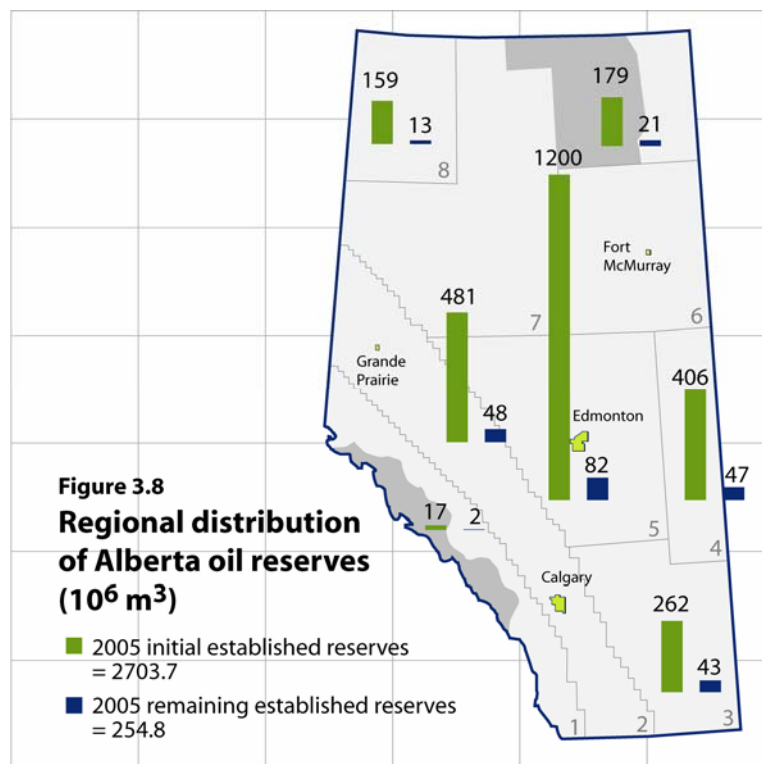 159
13
8
179
21
1200
Fort
McMurray
481
7
6
Grande
Prairie
406
48
Edmonton
82
47
17
2
5
4
Calgary
262
43
1
2
3
Figure 3.8
Regional distribution
of Alberta oil reserves
(10⁶ m³)
2005 initial established reserves
= 2703.7
2005 remaining established reserves
= 254.8